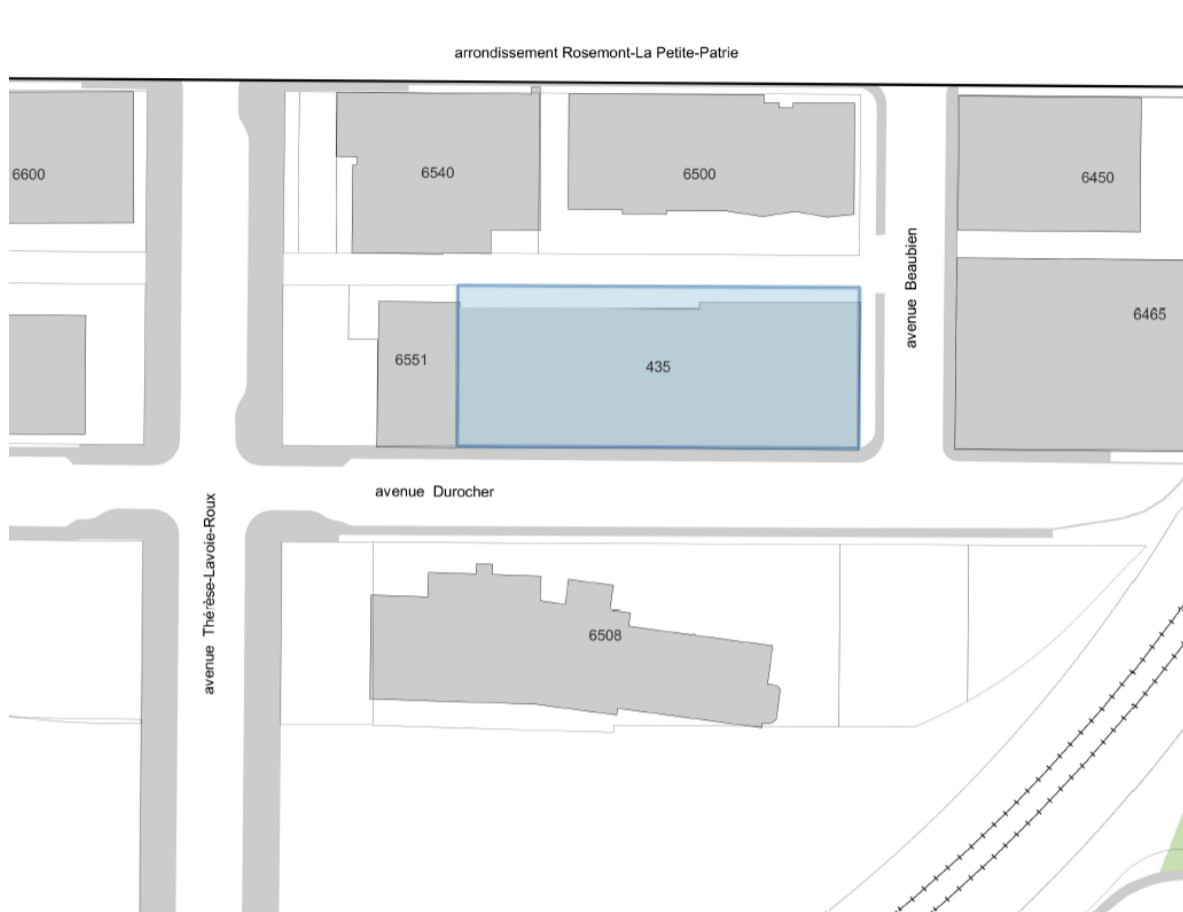 arrondissement Rosemont-La Petite-Patrie
6600
6540
6500
6450
avenue Beaubien
6465
6551
435
avenue Durocher
avenue Thérèse-Lavoie-Roux
6508